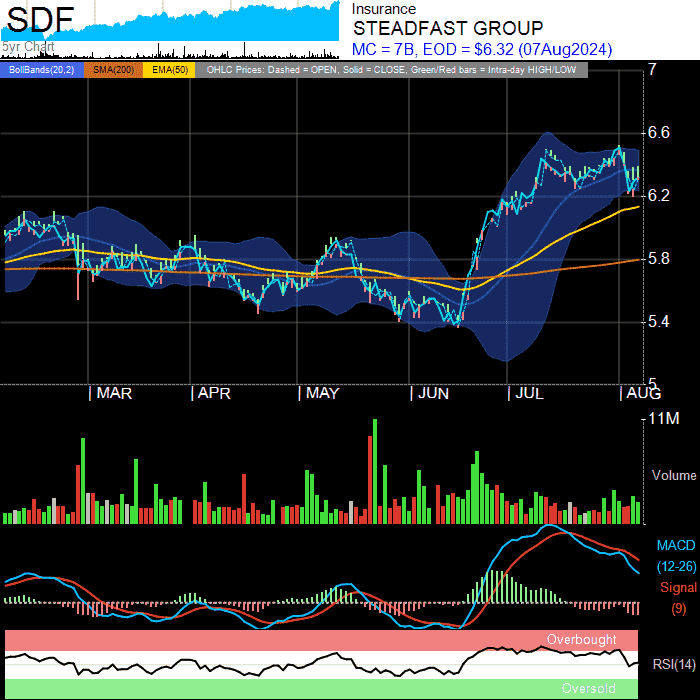 SDF
5yr Chart
Insurance
STEADFAST GROUP
MC = 7B, EOD = $6.32 (07Aug2024)
BollBands(20,2) SMA(200) EMA(50) OHLC Prices: Dashed = OPEN, Solid = CLOSE, Green/Red bars = Intra-day HIGH/LOW
7
6.6
6.2
5.8
5.4
5
| MAR | APR | MAY | JUN | JUL | AUG
11M
Volume
MACD
(12-26)
Signal
(9)
Overbought
RSI(14)
Oversold